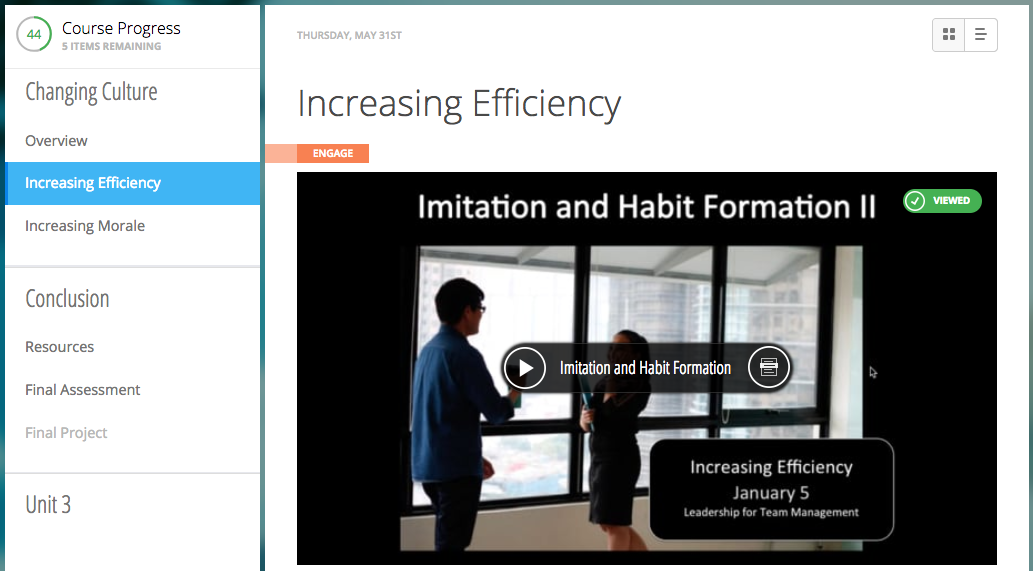 44
Course Progress
5 ITEMS REMAINING
Changing Culture
Overview
Increasing Efficiency
Increasing Morale
Conclusion
Resources
Final Assessment
Final Project
Unit 3
THURSDAY, MAY 31ST
Increasing Efficiency
ENGAGE
Imitation and Habit Formation II
VIEWED
Imitation and Habit Formation
Increasing Efficiency
January 5
Leadership for Team Management